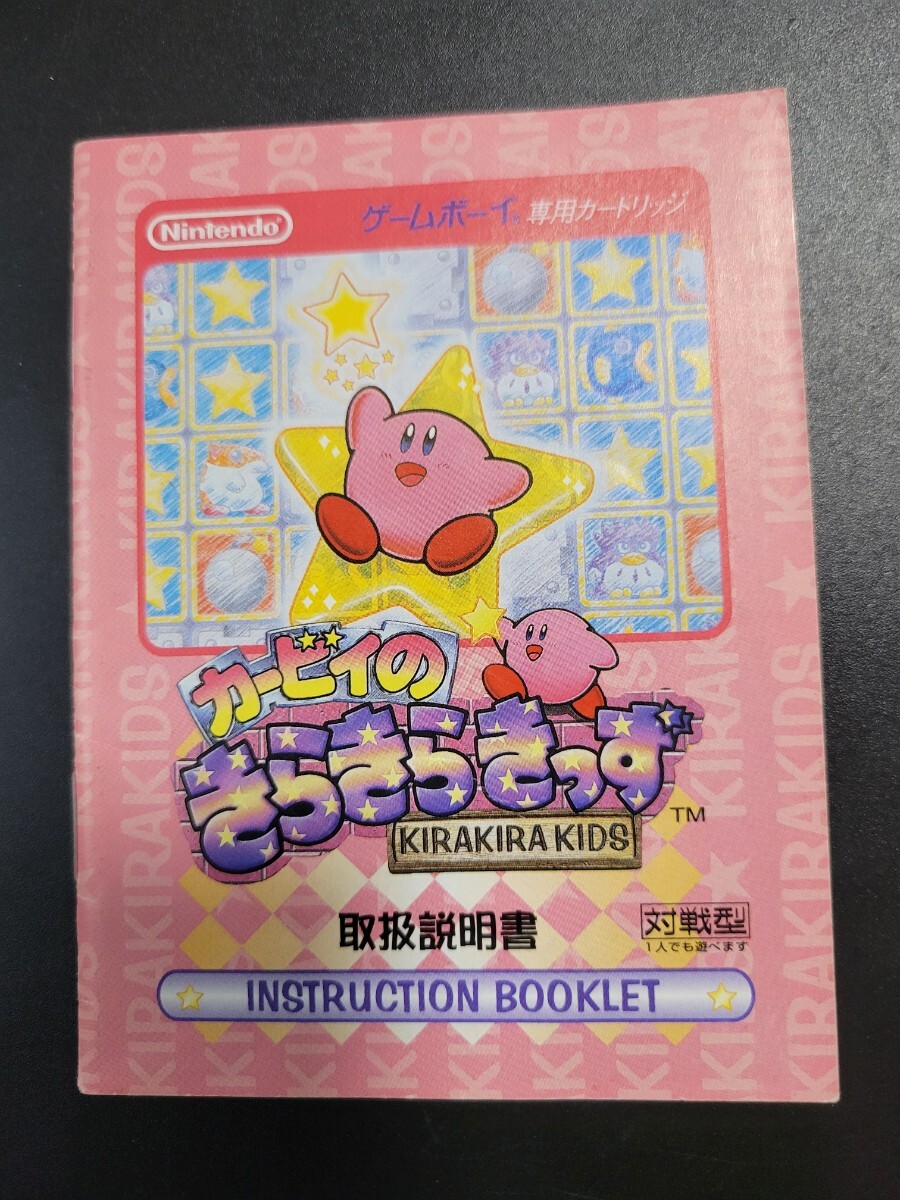 Nintendo
ゲームボーイ® 専用カートリッジ
カービィの
きらきらきっず
TM
KIRAKIRA KIDS
取扱説明書
対戦型
1人でも遊べます
INSTRUCTION BOOKLET
KIRAKIRA★KIRAKIDS